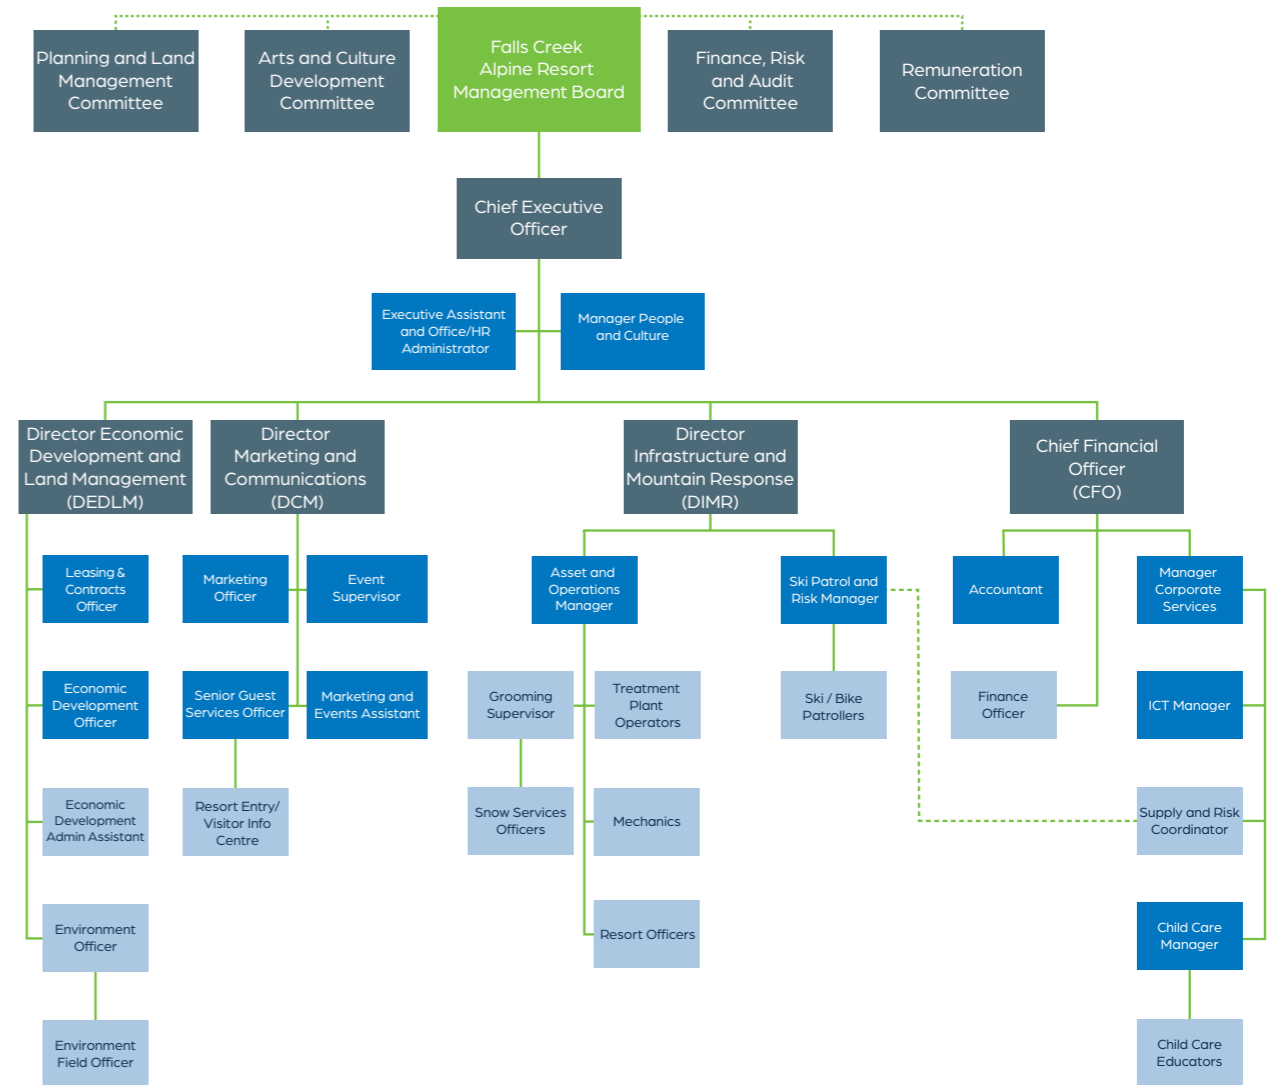 Planning and Land
Management
Committee
Arts and Culture
Development
Committee
Falls Creek
Alpine Resort
Management Board
Finance, Risk
and Audit
Committee
Remuneration
Committee
Chief Executive
Officer
Executive Assistant
and Office/HR
Administrator
Manager People
and Culture
Director Economic
Development and
Land Management
(DEDLM)
Director
Marketing and
Communications
(DCM)
Director
Infrastructure and
Mountain Response
(DIMR)
Chief Financial
Officer
(CFO)
Leasing &
Contracts
Officer
Marketing
Officer
Event
Supervisor
Asset and
Operations
Manager
Ski Patrol and
Risk Manager
Accountant
Manager
Corporate
Services
Economic
Development
Officer
Senior Guest
Services Officer
Marketing and
Events Assistant
Grooming
Supervisor
Treatment
Plant
Operators
Ski / Bike
Patrollers
Finance
Officer
ICT Manager
Economic
Development
Admin Assistant
Resort Entry/
Visitor Info
Centre
Snow Services
Officers
Mechanics
Supply and Risk
Coordinator
Environment
Officer
Resort Officers
Child Care
Manager
Environment
Field Officer
Child Care
Educators